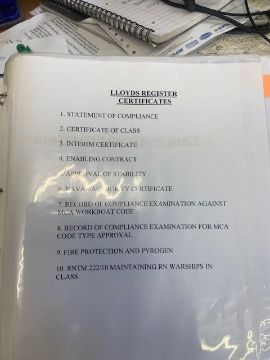 LLOYDS REGISTER
CERTIFICATES
1. STATEMENT OF COMPLIANCE
2. CERTIFICATE OF CLASS
3. INTERIM CERTIFICATE
4. ENABLING CONTRACT
OF STABILITY
CERTIFICATE
7. RECORD OF COMPLIANCE EXAMINATION AGAINST
MCA WORKBOAT CODE
8. RECORD OF COMPLIANCE EXAMINATION FOR MCA
CODE TYPE APPROVAL
9. FIRE PROTECTION AND PYROGEN
10. RNTM 222/10 MAINTAINING RN WARSHIPS IN
CLASS